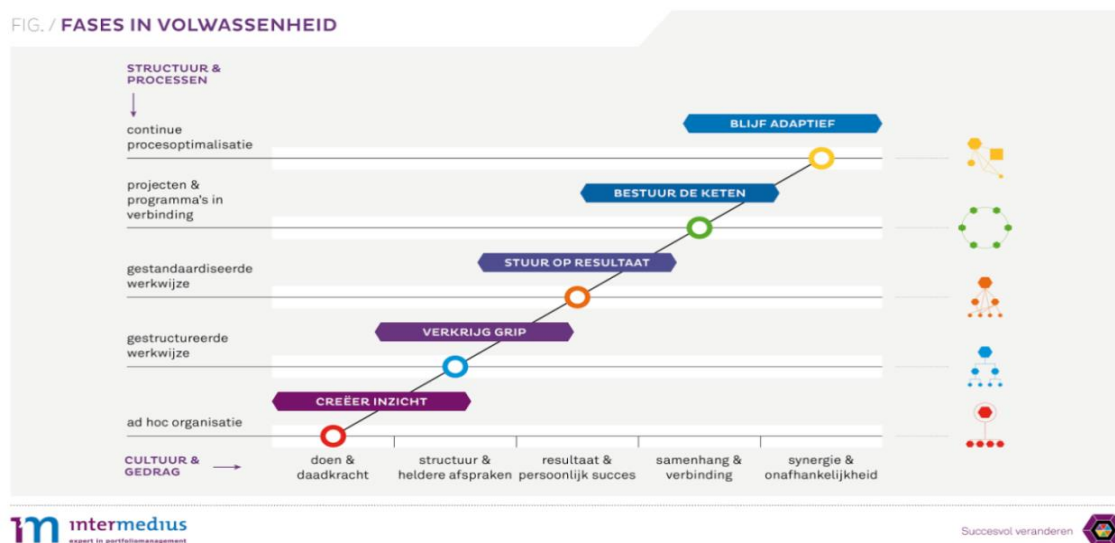 FIG. / FASES IN VOLWASSENHEID
STRUCTUUR &
PROCESSEN
continue
procesoptimalisatie
BLIJF ADAPTIEF
projecten &
programma's in
verbinding
BESTUUR DE KETEN
gestandaardiseerde
werkwijze
STUUR OP RESULTAAT
gestructureerde
werkwijze
VERKRIJG GRIP
CREËER INZICHT
ad hoc organisatie
CULTUUR &
GEDRAG
doen &
daadkracht
structuur &
heldere afspraken
resultaat &
persoonlijk succes
samenhang &
verbinding
synergie &
onafhankelijkheid
ım intermedius
expert in portfoliomanagement
Succesvol veranderen